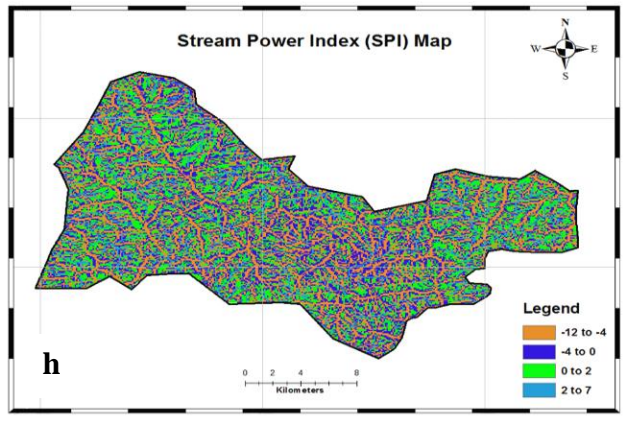 Stream Power Index (SPI) Map
N
W E
S
Legend
-12 to -4
-4 to 0
0 to 2
2 to 7
h
0 2 4 8
Kilometers